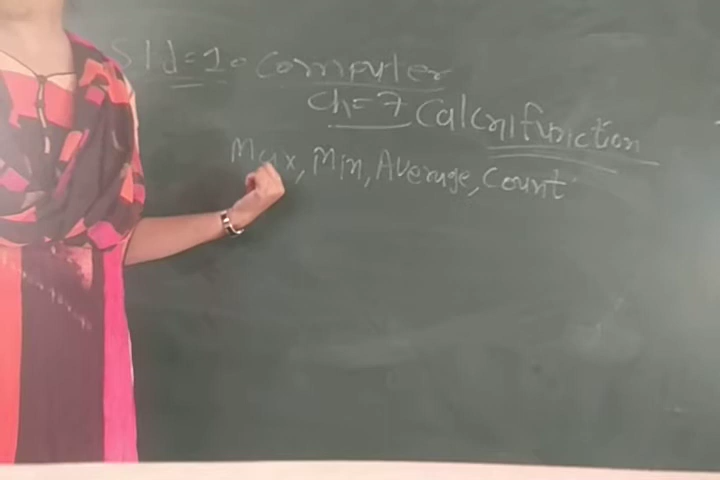 Std=10 Computer
Ch=7 Calc Function
Max, Min, Average, Count